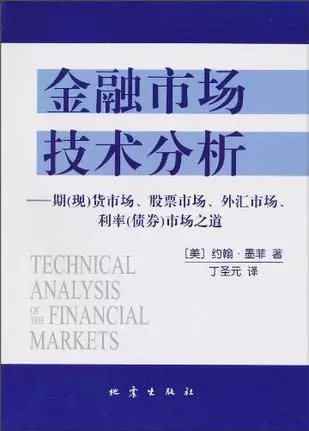 金融市场
技术分析
——期(现)货市场、股票市场、外汇市场、
利率(债券)市场之道
[美] 约翰·墨菲 著
丁圣元 译
TECHNICAL
ANALYSIS
OF THE FINANCIAL
MARKETS
地震出版社